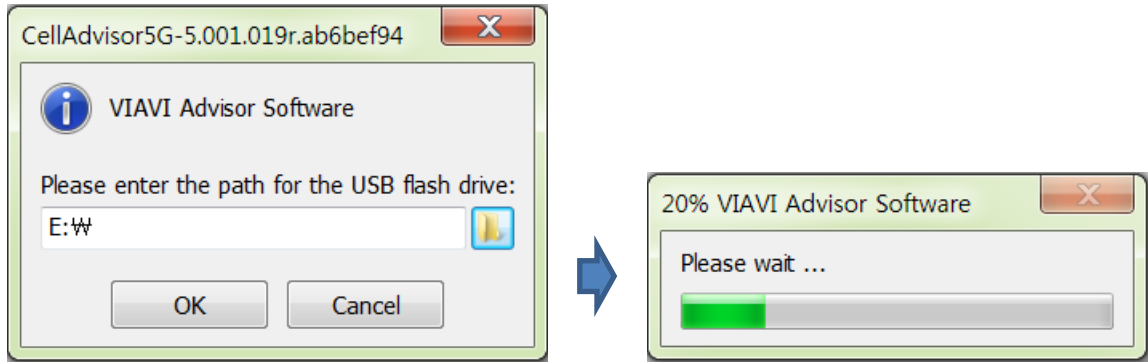 CellAdvisor5G-5.001.019r.ab6bef94
VIAVI Advisor Software
Please enter the path for the USB flash drive:
E:₩
OK
Cancel
20% VIAVI Advisor Software
Please wait ...